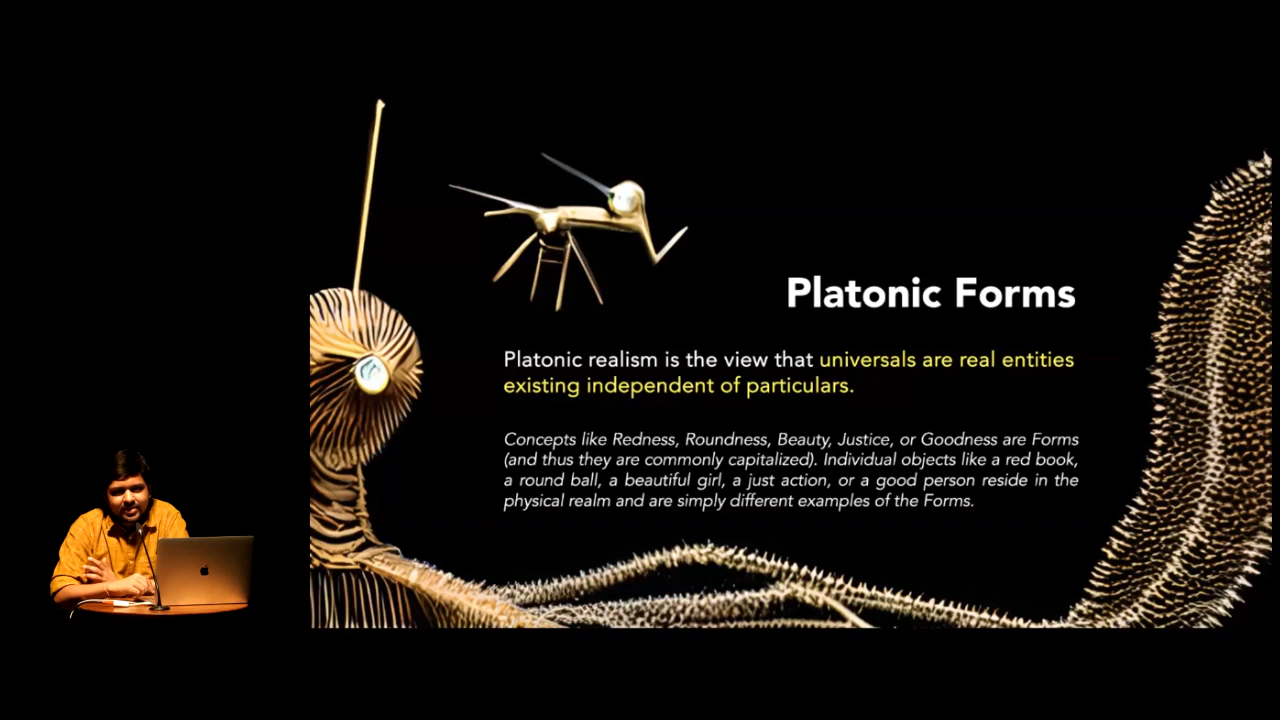 Platonic Forms
Platonic realism is the view that universals are real entities
existing independent of particulars.
Concepts like Redness, Roundness, Beauty, Justice, or Goodness are Forms
(and thus they are commonly capitalized). Individual objects like a red book,
a round ball, a beautiful girl, a just action, or a good person reside in the
physical realm and are simply different examples of the Forms.